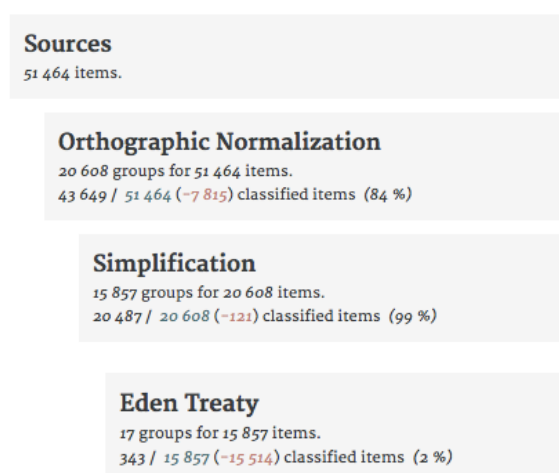 Sources
51 464 items.
Orthographic Normalization
20 608 groups for 51 464 items.
43 649 / 51 464 (-7 815) classified items (84 %)
Simplification
15 857 groups for 20 608 items.
20 487 / 20 608 (-121) classified items (99 %)
Eden Treaty
17 groups for 15 857 items.
343 / 15 857 (-15 514) classified items (2 %)